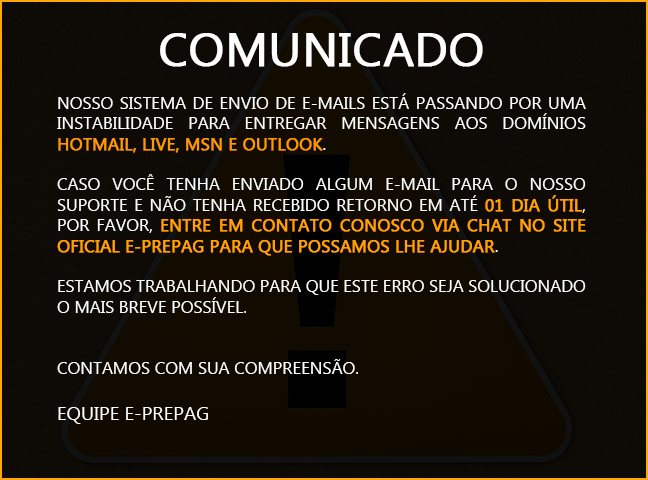 COMUNICADO
NOSSO SISTEMA DE ENVIO DE E-MAILS ESTÁ PASSANDO POR UMA
INSTABILIDADE PARA ENTREGAR MENSAGENS AOS DOMÍNIOS
HOTMAIL, LIVE, MSN E OUTLOOK.
CASO VOCÊ TENHA ENVIADO ALGUM E-MAIL PARA O NOSSO
SUPORTE E NÃO TENHA RECEBIDO RETORNO EM ATÉ 01 DIA ÚTIL,
POR FAVOR, ENTRE EM CONTATO CONOSCO VIA CHAT NO SITE
OFICIAL E-PREPAG PARA QUE POSSAMOS LHE AJUDAR.
ESTAMOS TRABALHANDO PARA QUE ESTE ERRO SEJA SOLUCIONADO
O MAIS BREVE POSSÍVEL.
CONTAMOS COM SUA COMPREENSÃO.
EQUIPE E-PREPAG